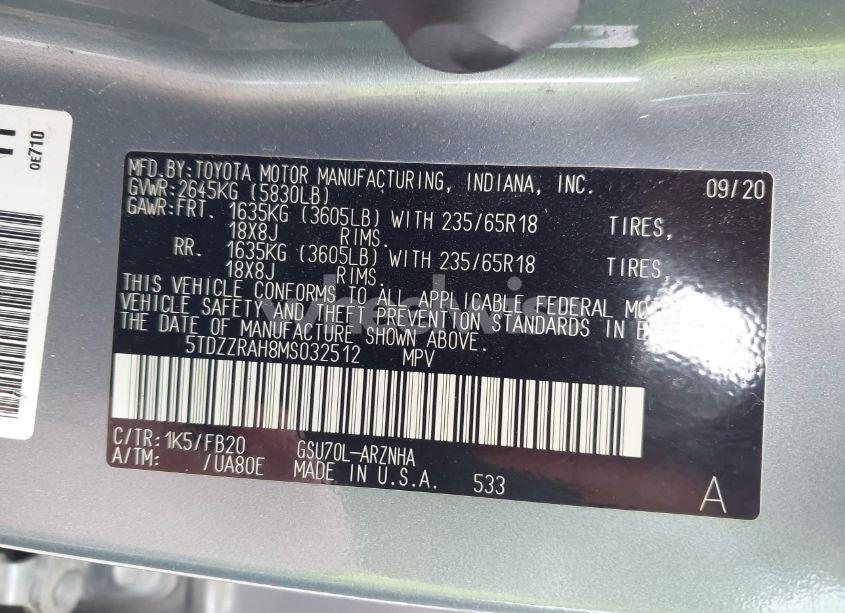 0E710
MFD.BY:TOYOTA MOTOR MANUFACTURING, INDIANA, INC. 09/20
GVWR:2645KG (5830LB)
GAWR:FRT. 1635KG (3605LB) WITH 235/65R18 TIRES,
18X8J RIMS.
RR. 1635KG (3605LB) WITH 235/65R18 TIRES,
18X8J RIMS.
THIS VEHICLE CONFORMS TO ALL APPLICABLE FEDERAL MOTOR
VEHICLE SAFETY AND THEFT PREVENTION STANDARDS IN E
THE DATE OF MANUFACTURE SHOWN ABOVE.
5TDZZRAH8MS032512 MPV
C/TR:1K5/FB20 GSU70L-ARZNHA
A/TM: /UA80E MADE IN U.S.A. 533
A